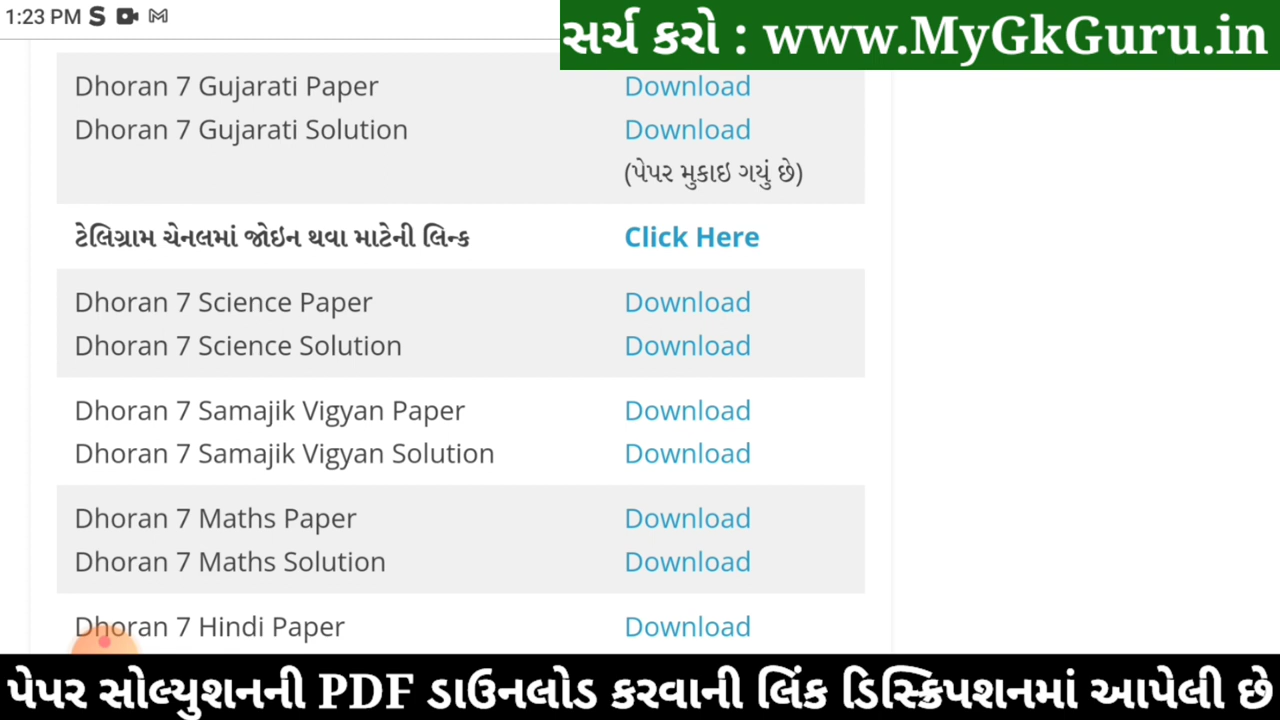 1:23 PM S
સર્ચ કરો : www.MyGkGuru.in
Dhoran 7 Gujarati Paper Download
Dhoran 7 Gujarati Solution Download
(પેપર મુકાઇ ગયું છે)
ટેલિગ્રામ ચેનલમાં જોઇન થવા માટેની લિન્ક Click Here
Dhoran 7 Science Paper Download
Dhoran 7 Science Solution Download
Dhoran 7 Samajik Vigyan Paper Download
Dhoran 7 Samajik Vigyan Solution Download
Dhoran 7 Maths Paper Download
Dhoran 7 Maths Solution Download
Dhoran 7 Hindi Paper Download
પેપર સોલ્યુશનની PDF ડાઉનલોડ કરવાની લિંક ડિસ્ક્રિપશનમાં આપેલી છે